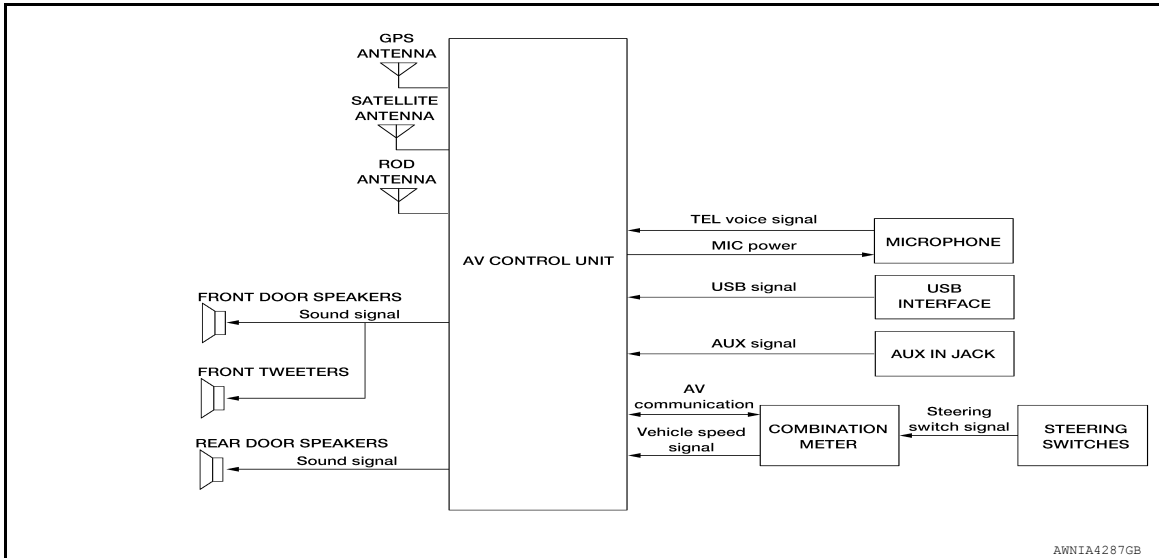 GPS
ANTENNA
SATELLITE
ANTENNA
ROD
ANTENNA
AV CONTROL UNIT
TEL voice signal
MIC power
MICROPHONE
USB signal
USB
INTERFACE
AUX signal
AUX IN JACK
AV
communication
Vehicle speed
signal
COMBINATION
METER
Steering
switch signal
STEERING
SWITCHES
FRONT DOOR SPEAKERS
Sound signal
FRONT TWEETERS
REAR DOOR SPEAKERS
Sound signal
AWNIA4287GB